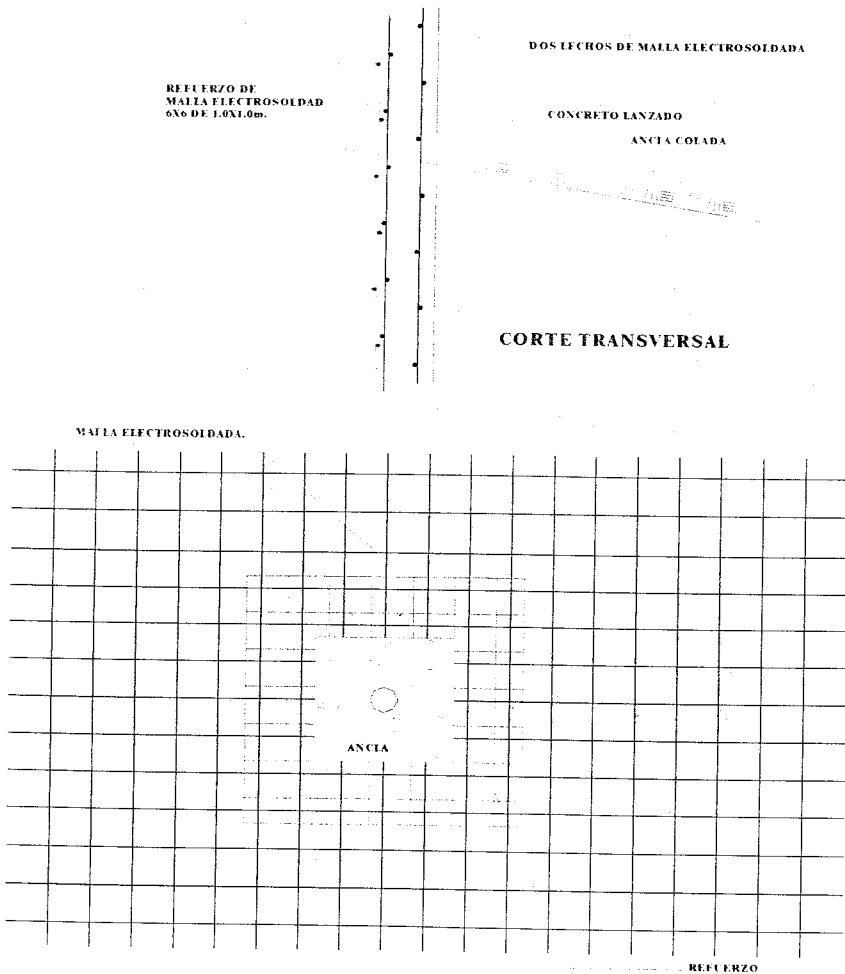 DOS LECHOS DE MALLA ELECTROSOLDADA
REFUERZO DE
MALLA ELECTROSOLDAD
6X6 DE 1.0X1.0m.
CONCRETO LANZADO
ANCLA COLADA
CORTE TRANSVERSAL
MALLA ELECTROSOLDADA.
ANCLA
REFUERZO